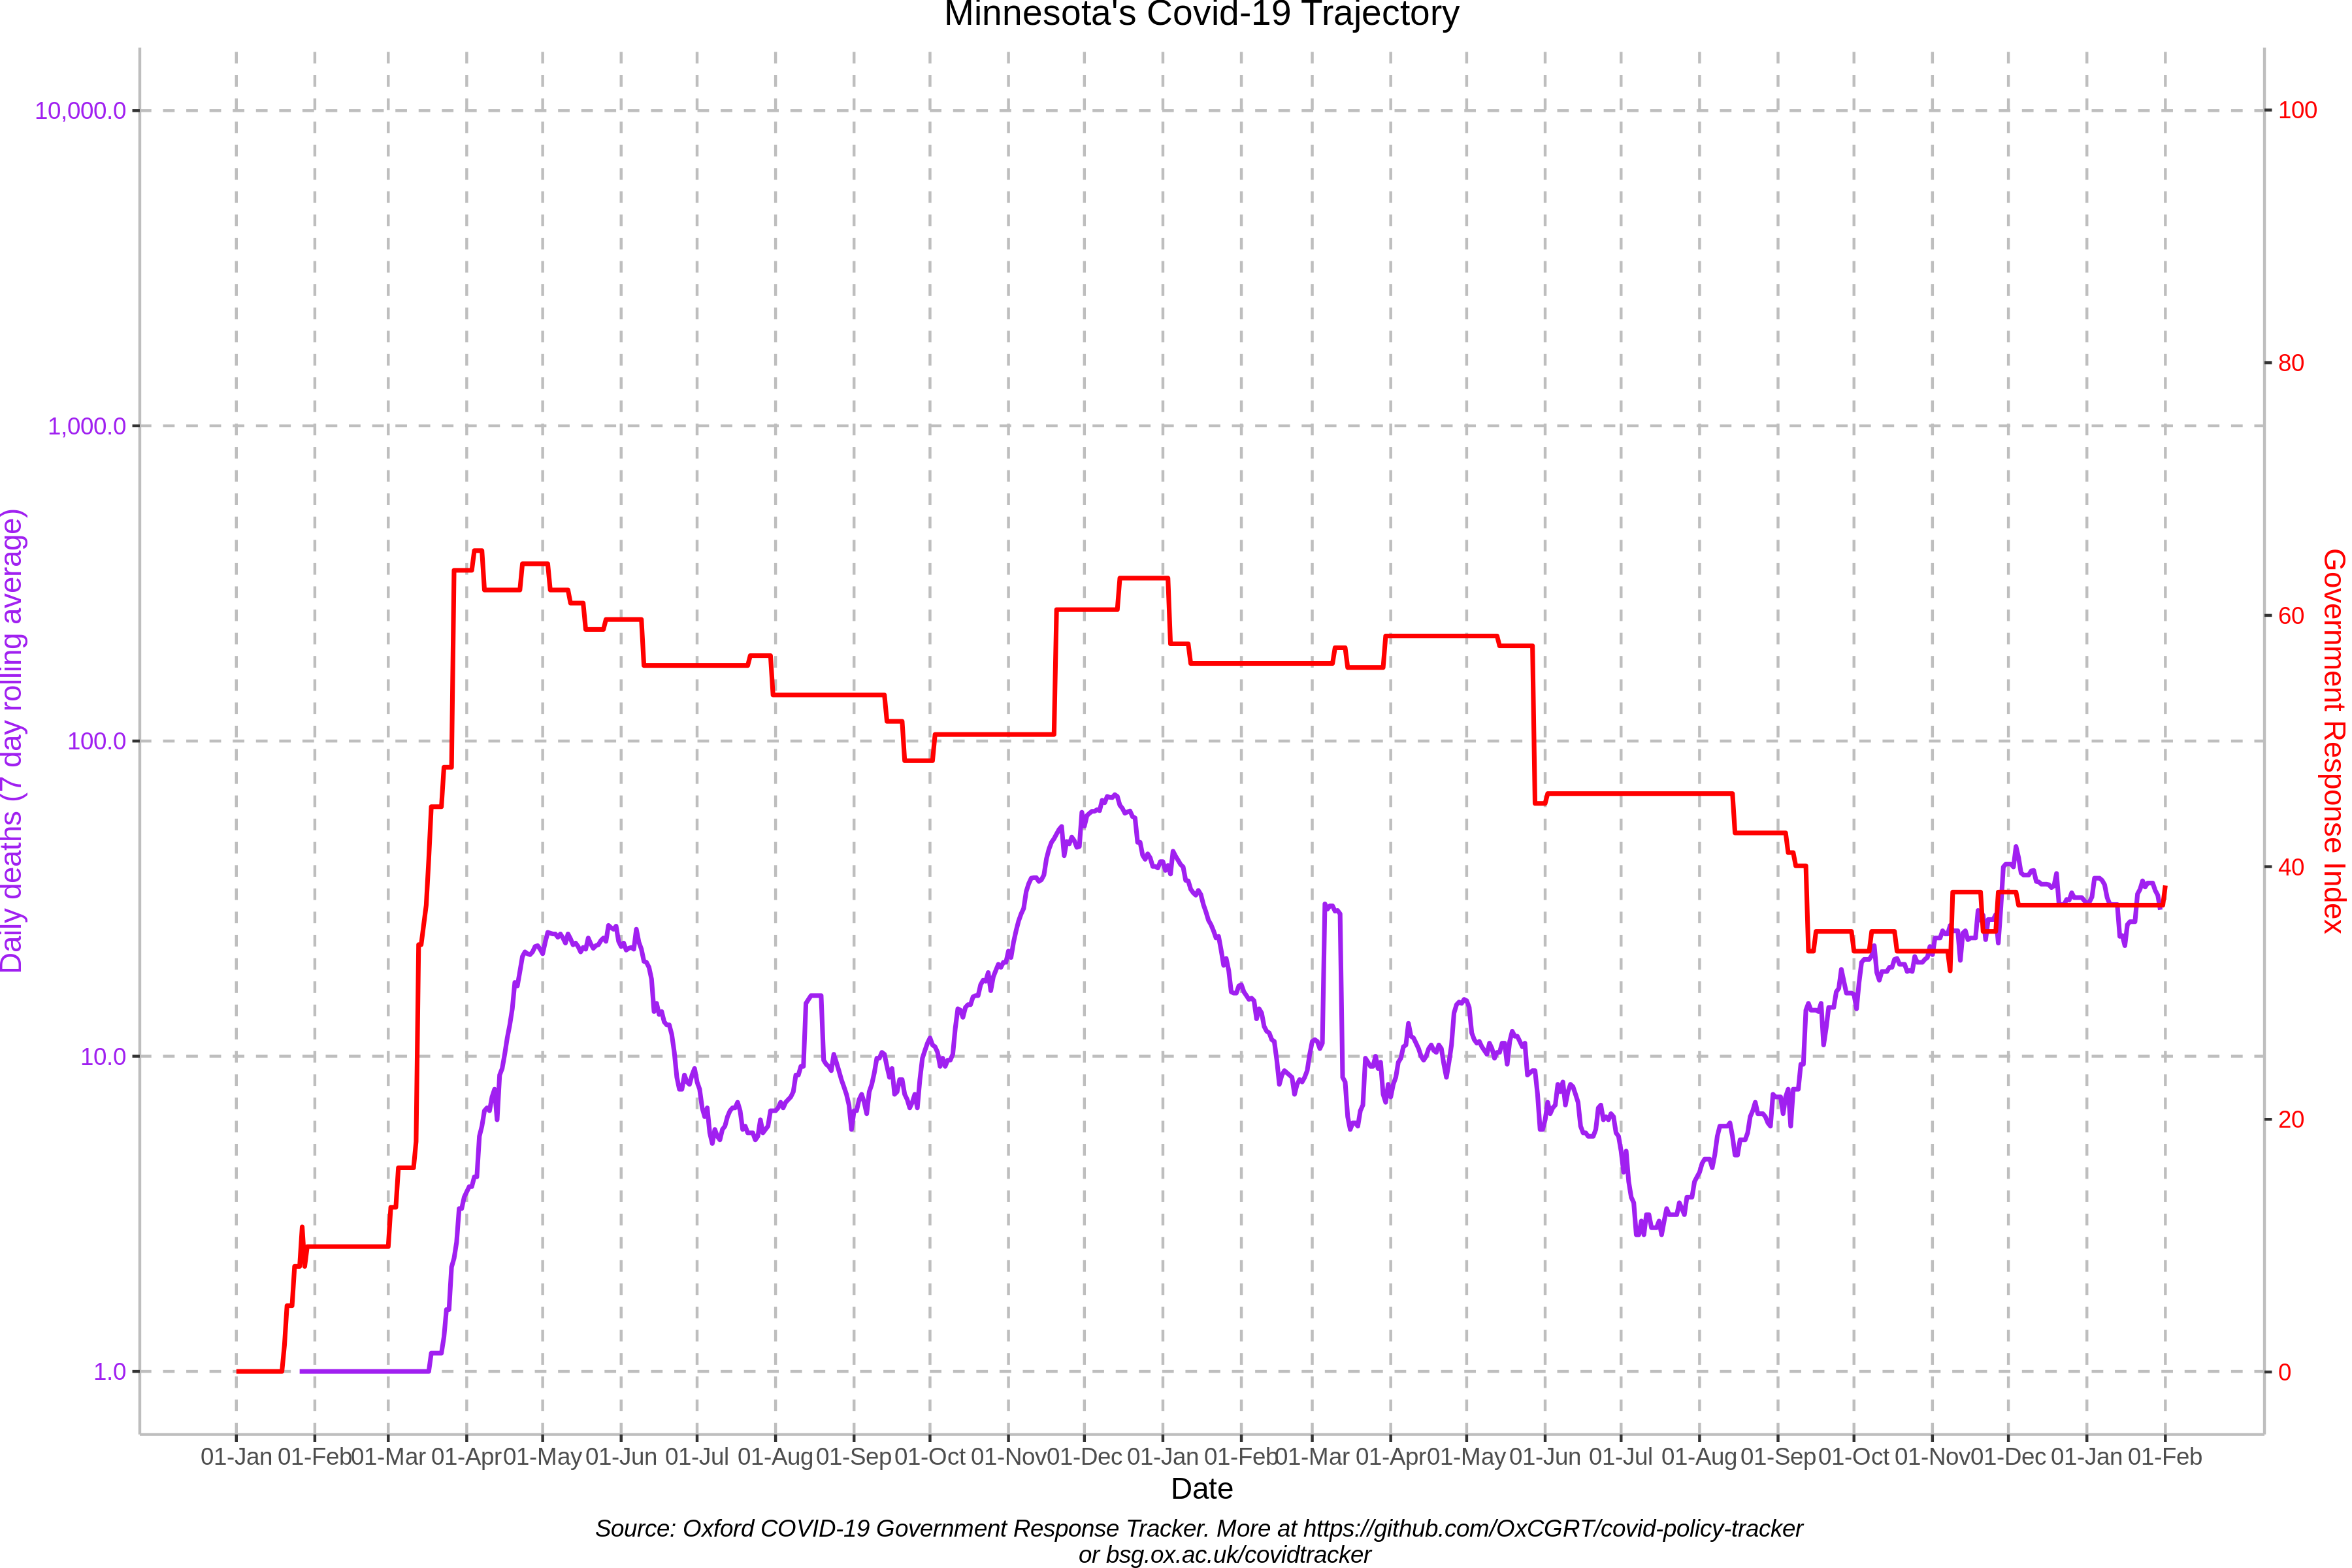 Minnesota's Covid-19 Trajectory
10,000.0
1,000.0
100.0
10.0
1.0
Daily deaths (7 day rolling average)
100
80
60
40
20
0
Government Response Index
01-Jan 01-Feb 01-Mar 01-Apr 01-May 01-Jun 01-Jul 01-Aug 01-Sep 01-Oct 01-Nov 01-Dec 01-Jan 01-Feb 01-Mar 01-Apr 01-May 01-Jun 01-Jul 01-Aug 01-Sep 01-Oct 01-Nov 01-Dec 01-Jan 01-Feb
Date
Source: Oxford COVID-19 Government Response Tracker. More at https://github.com/OxCGRT/covid-policy-tracker
or bsg.ox.ac.uk/covidtracker